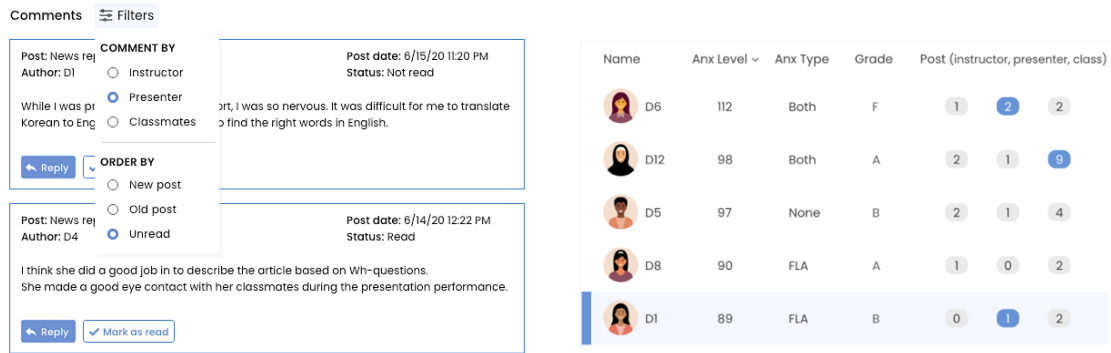 Comments Filters
COMMENT BY
Instructor
Presenter
Classmates
ORDER BY
New post
Old post
Unread
Post: News rep
Post date: 6/15/20 11:20 PM
Author: D1
Status: Not read
While I was pr ort, I was so nervous. It was difficult for me to translate
Korean to Eng o find the right words in English.
Reply
Post: News rep
Post date: 6/14/20 12:22 PM
Author: D4
Status: Read
I think she did a good job in to describe the article based on Wh-questions.
She made a good eye contact with her classmates during the presentation performance.
Reply Mark as read
Name Anx Level Anx Type Grade Post (instructor, presenter, class)
D6 112 Both F 1 2 2
D12 98 Both A 2 1 9
D5 97 None B 2 1 4
D8 90 FLA A 1 0 2
D1 89 FLA B 0 1 2